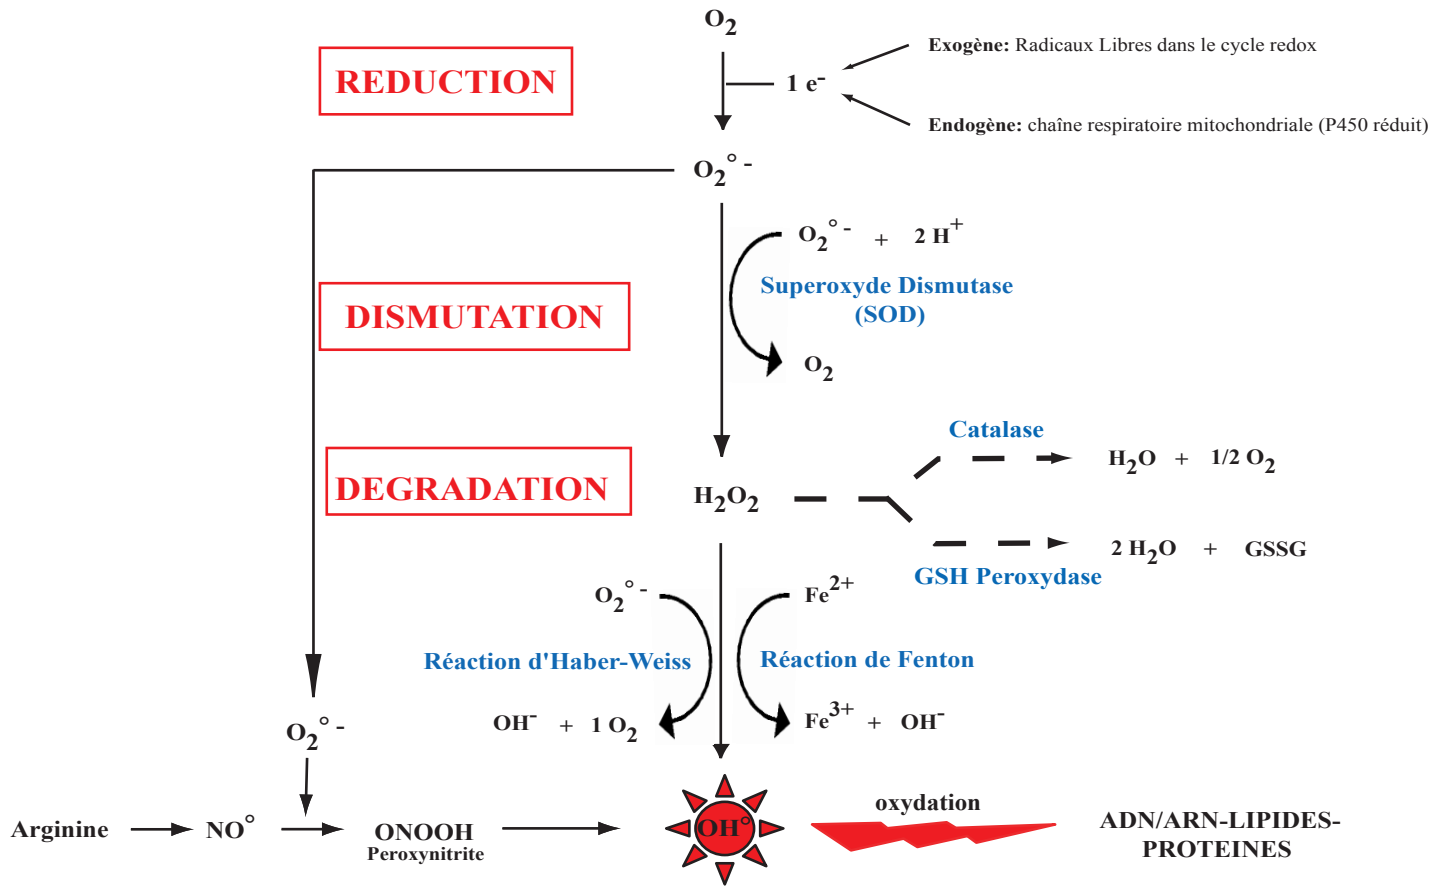 O2
Exogène: Radicaux Libres dans le cycle redox
REDUCTION
1 e-
Endogène: chaîne respiratoire mitochondriale (P450 réduit)
O2°-
O2°- + 2 H+
Superoxyde Dismutase
(SOD)
DISMUTATION
O2
Catalase
H2O + 1/2 O2
DEGRADATION
H2O2
2 H2O + GSSG
GSH Peroxydase
O2°-
Fe2+
Réaction d'Haber-Weiss
Réaction de Fenton
OH- + 1 O2
Fe3+ + OH-
O2°-
oxydation
Arginine
NO°
ONOOH
Peroxynitrite
OH°
ADN/ARN-LIPIDES-
PROTEINES